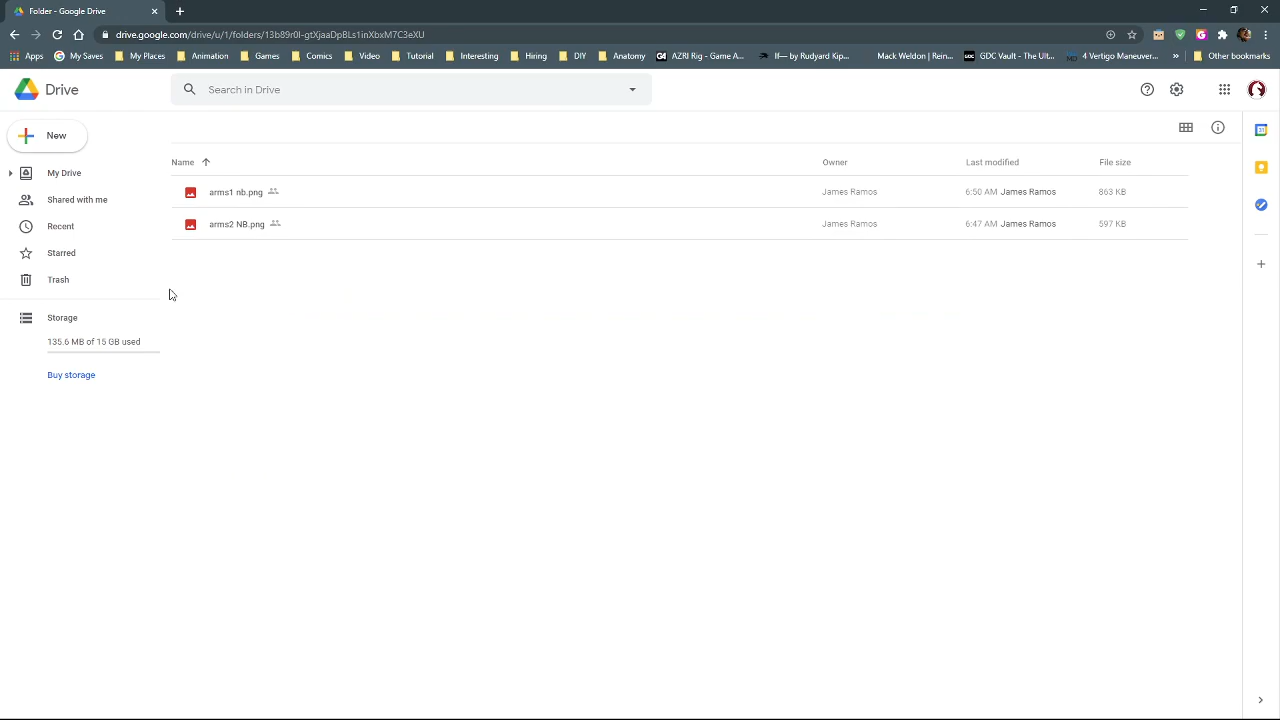 Folder - Google Drive
drive.google.com/drive/u/1/folders/13b89r0l-gtXjaaDpBLs1inXbxM7C3eXU
Apps My Saves My Places Animation Games Comics Video Tutorial Interesting Hiring DIY Anatomy AZRI Rig - Game A... If— by Rudyard Kip... Mack Weldon | Rein... GDC Vault - The Ult... 4 Vertigo Maneuver... » Other bookmarks
Drive
Search in Drive
New
My Drive
Shared with me
Recent
Starred
Trash
Storage
135.6 MB of 15 GB used
Buy storage
Name Owner Last modified File size
arms1 nb.png James Ramos 6:50 AM James Ramos 863 KB
arms2 NB.png James Ramos 6:47 AM James Ramos 597 KB